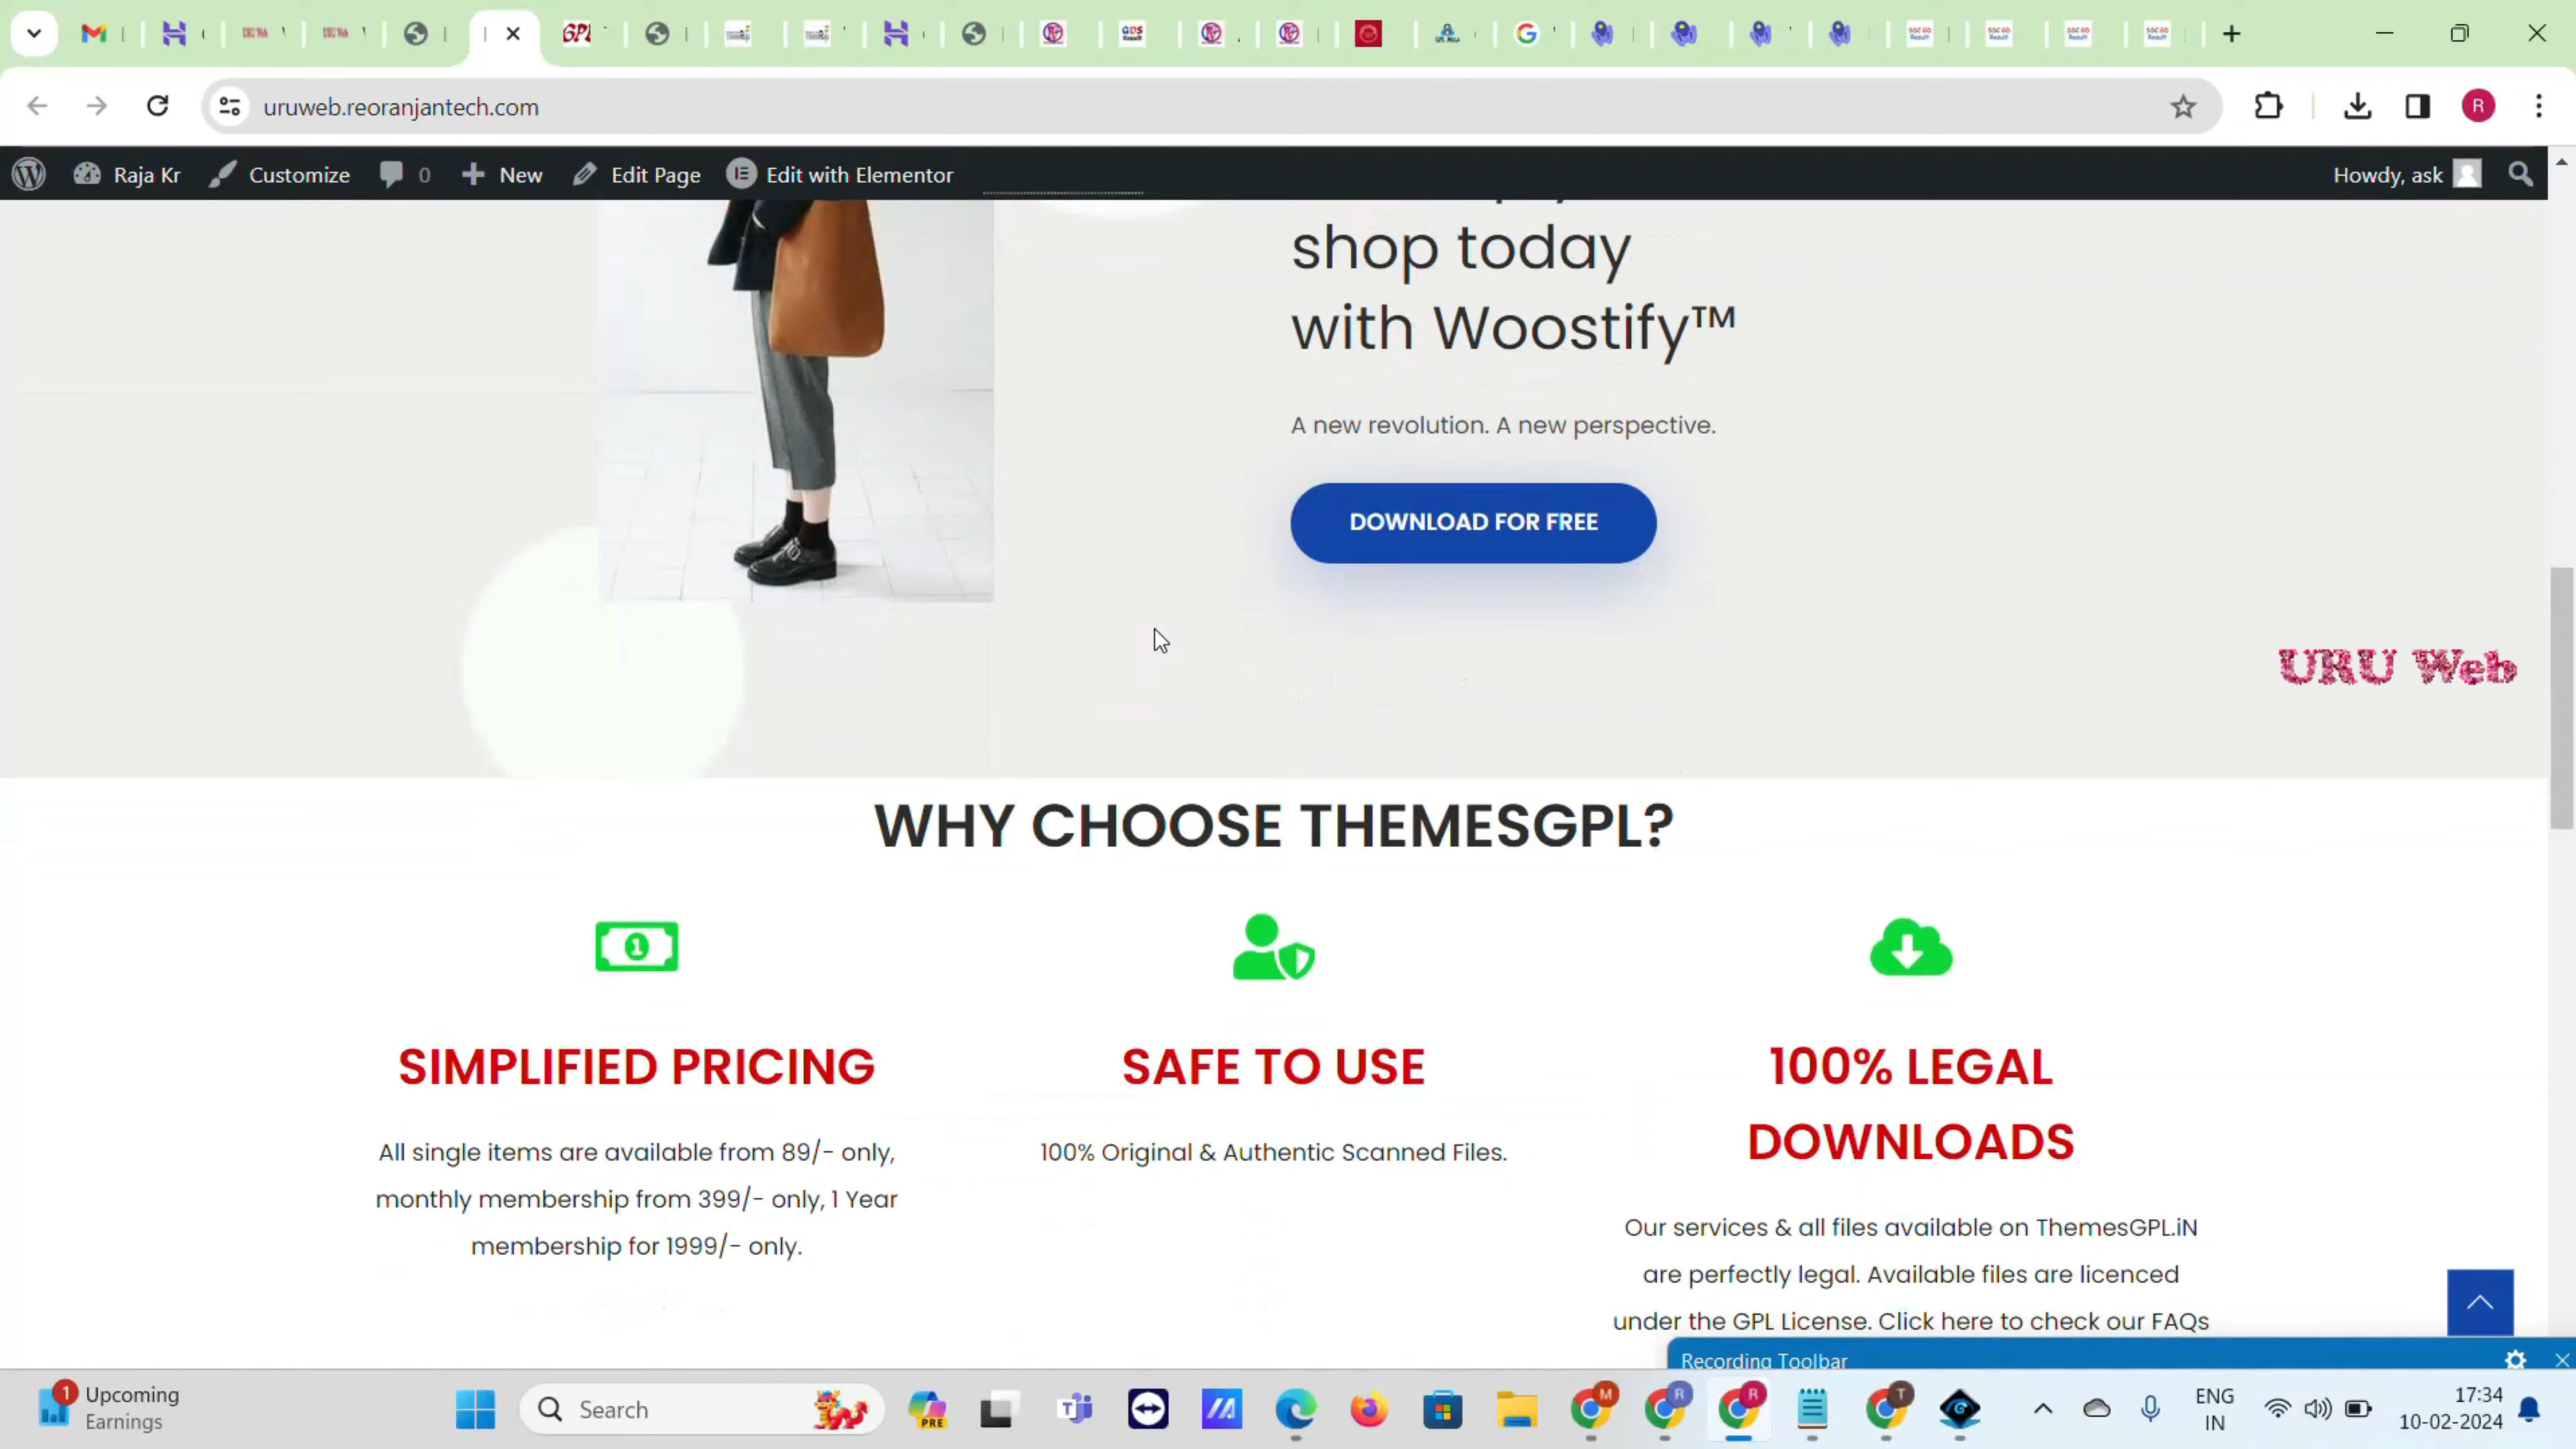 uruweb.reoranjantech.com
Raja Kr
Customize
0
New
Edit Page
Edit with Elementor
Howdy, ask
shop today
with Woostify™
A new revolution. A new perspective.
DOWNLOAD FOR FREE
URU Web
WHY CHOOSE THEMESGPL?
SIMPLIFIED PRICING
All single items are available from 89/- only,
monthly membership from 399/- only, 1 Year
membership for 1999/- only.
SAFE TO USE
100% Original & Authentic Scanned Files.
100% LEGAL
DOWNLOADS
Our services & all files available on ThemesGPL.iN
are perfectly legal. Available files are licenced
under the GPL License. Click here to check our FAQs
Recording Toolbar
1
Upcoming
Earnings
Search
PRE
ENG
IN
17:34
10-02-2024